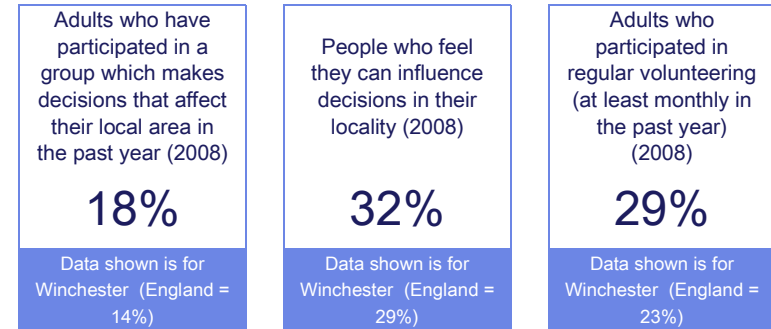 Adults who have
participated in a
group which makes
decisions that affect
their local area in
the past year (2008)
18%
Data shown is for
Winchester (England =
14%)
People who feel
they can influence
decisions in their
locality (2008)
32%
Data shown is for
Winchester (England =
29%)
Adults who
participated in
regular volunteering
(at least monthly in
the past year)
(2008)
29%
Data shown is for
Winchester (England =
23%)